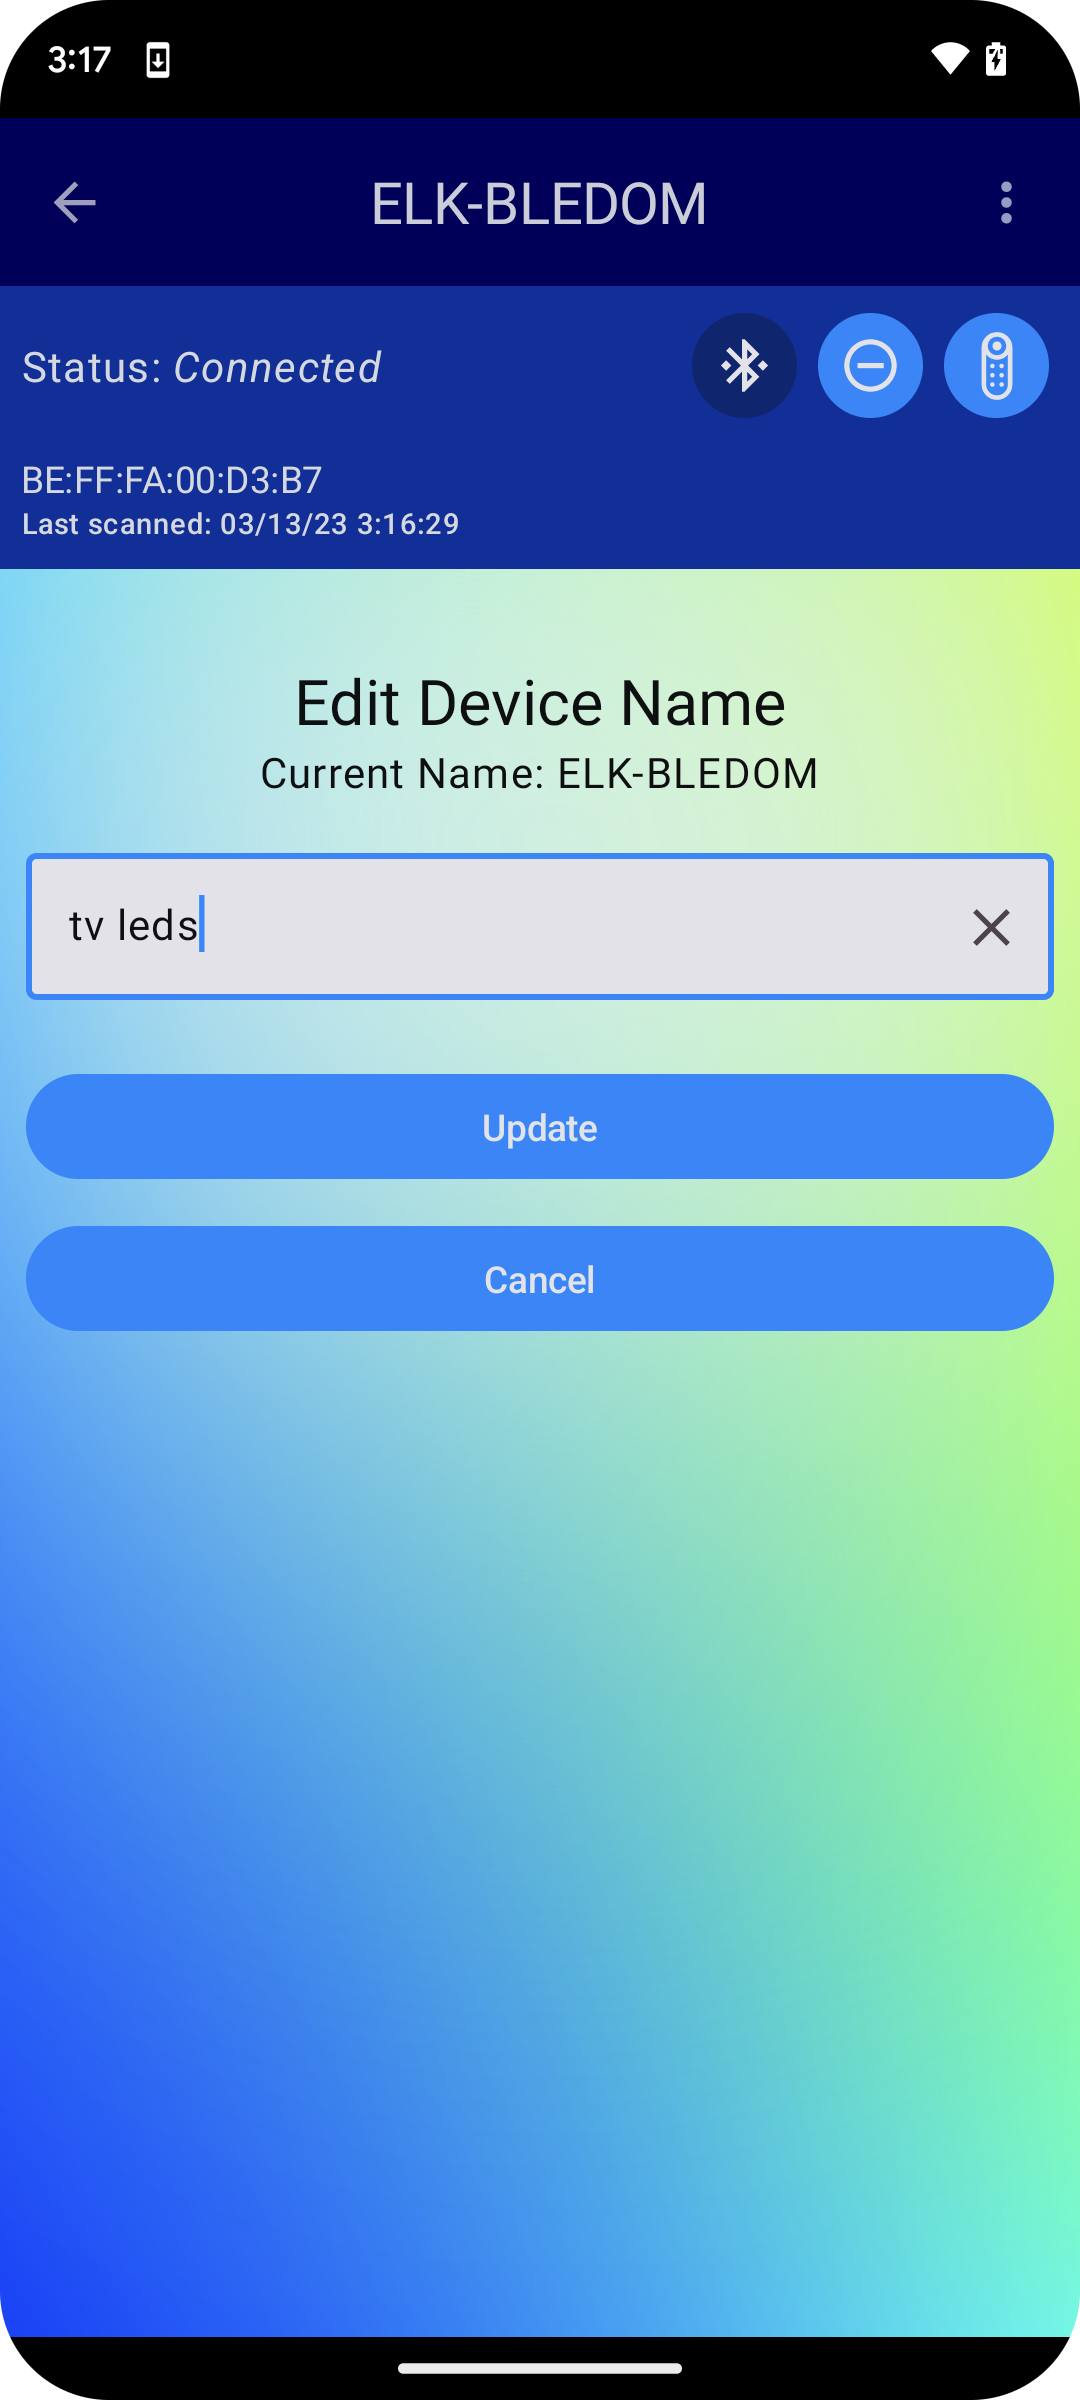 3:17
ELK-BLEDOM
Status: Connected
BE:FF:FA:00:D3:B7
Last scanned: 03/13/23 3:16:29
Edit Device Name
Current Name: ELK-BLEDOM
tv leds
Update
Cancel